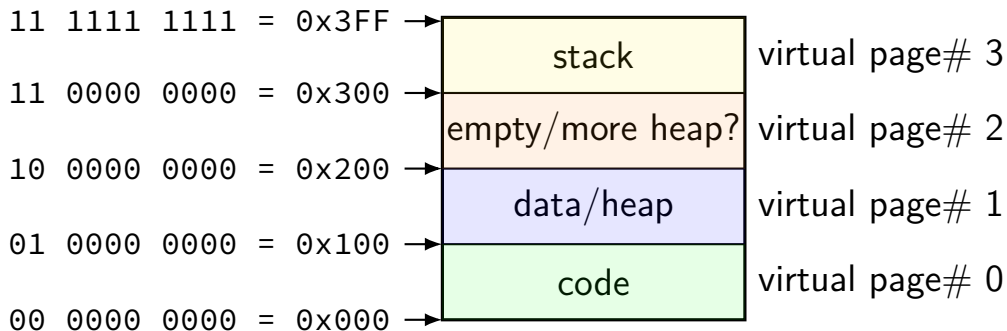 11 1111 1111 = 0x3FF
stack
virtual page# 3
11 0000 0000 = 0x300
empty/more heap?
virtual page# 2
10 0000 0000 = 0x200
data/heap
virtual page# 1
01 0000 0000 = 0x100
code
virtual page# 0
00 0000 0000 = 0x000